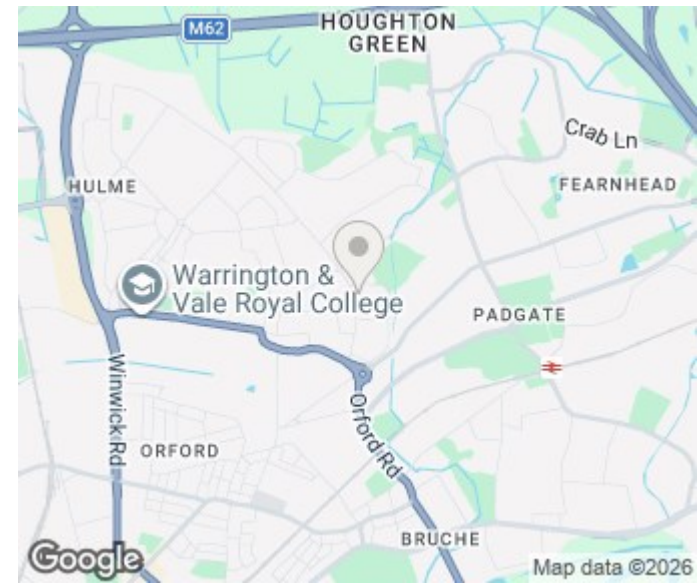 M62
HOUGHTON
GREEN
Crab Ln
HULME
FEARNHEAD
Warrington &
Vale Royal College
PADGATE
Winwick Rd
Orford Rd
ORFORD
BRUCHE
Google
Map data ©2026